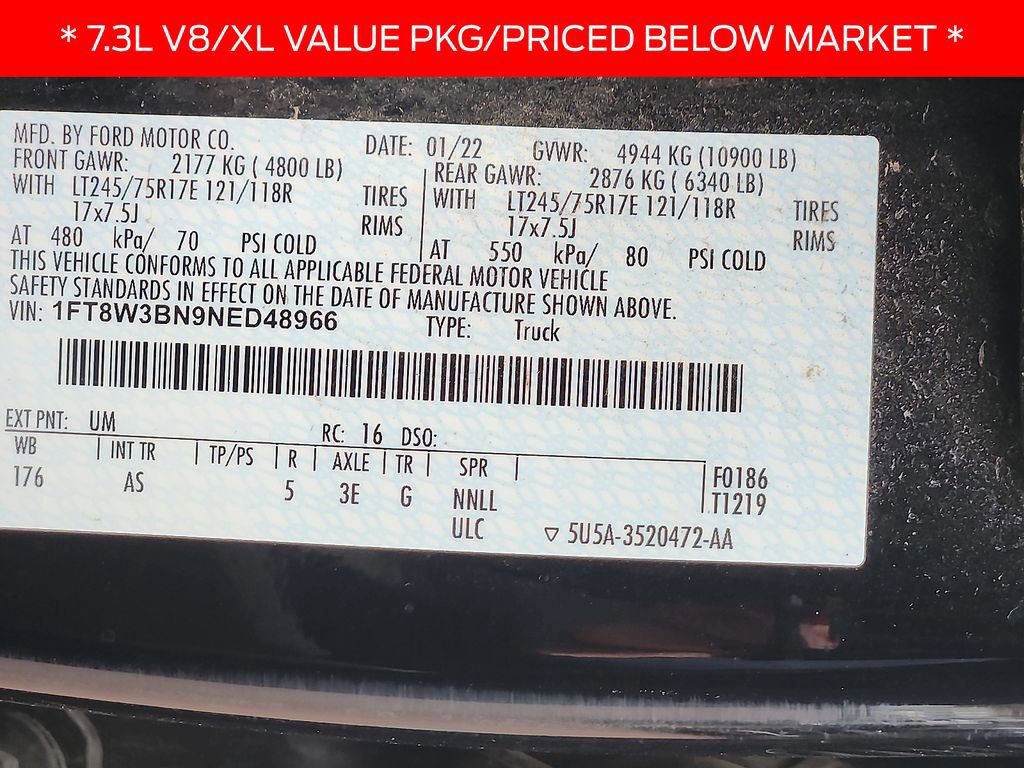 * 7.3L V8/XL VALUE PKG/PRICED BELOW MARKET *
MFD. BY FORD MOTOR CO. DATE: 01/22 GVWR: 4944 KG (10900 LB)
FRONT GAWR: 2177 KG ( 4800 LB) REAR GAWR: 2876 KG ( 6340 LB)
WITH LT245/75R17E 121/118R TIRES WITH LT245/75R17E 121/118R TIRES
17x7.5J RIMS 17x7.5J RIMS
AT 480 kPa/ 70 PSI COLD AT 550 kPa/ 80 PSI COLD
THIS VEHICLE CONFORMS TO ALL APPLICABLE FEDERAL MOTOR VEHICLE
SAFETY STANDARDS IN EFFECT ON THE DATE OF MANUFACTURE SHOWN ABOVE.
VIN: 1FT8W3BN9NED48966 TYPE: Truck
EXT PNT: UM RC: 16 DSO:
WB INT TR TP/PS R AXLE TR SPR F0186
176 AS 5 3E G NNLL T1219
ULC ▽ 5U5A-3520472-AA